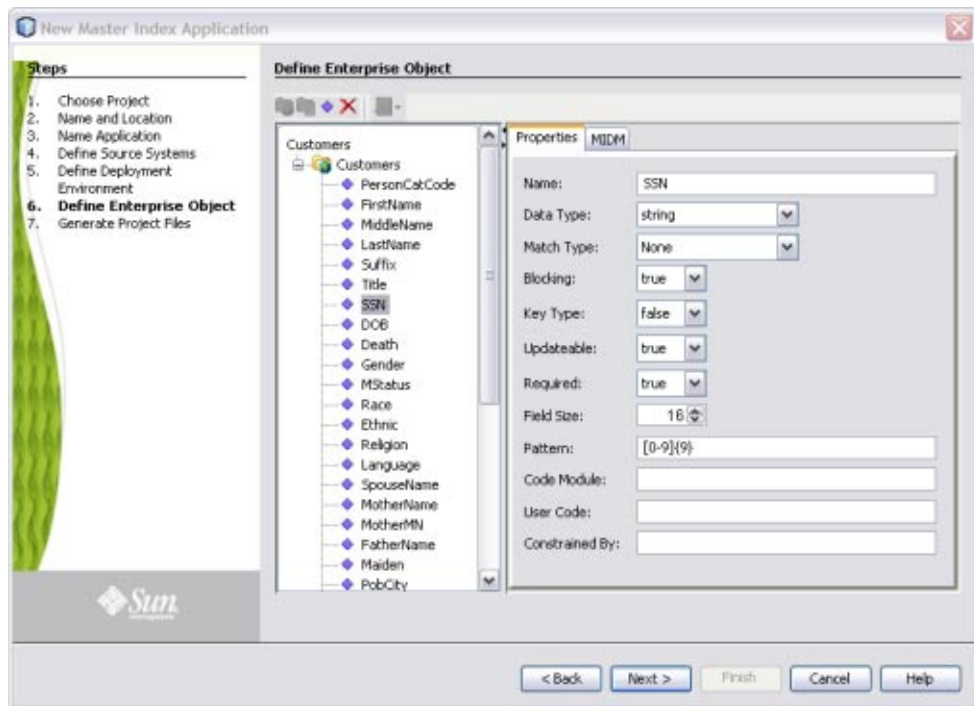 New Master Index Application
Steps
1. Choose Project
2. Name and Location
3. Name Application
4. Define Source Systems
5. Define Deployment
Environment
6. Define Enterprise Object
7. Generate Project Files
Sun
Define Enterprise Object
Customers
Customers
PersonCatCode
FirstName
MiddleName
LastName
Suffix
Title
SSN
DOB
Death
Gender
MStatus
Race
Ethnic
Religion
Language
SpouseName
MotherName
MotherMN
FatherName
Maiden
PobCity
Properties MIDM
Name: SSN
Data Type: string
Match Type: None
Blocking: true
Key Type: false
Updateable: true
Required: true
Field Size: 16
Pattern: [0-9]{9}
Code Module:
User Code:
Constrained By:
< Back Next > Finish Cancel Help